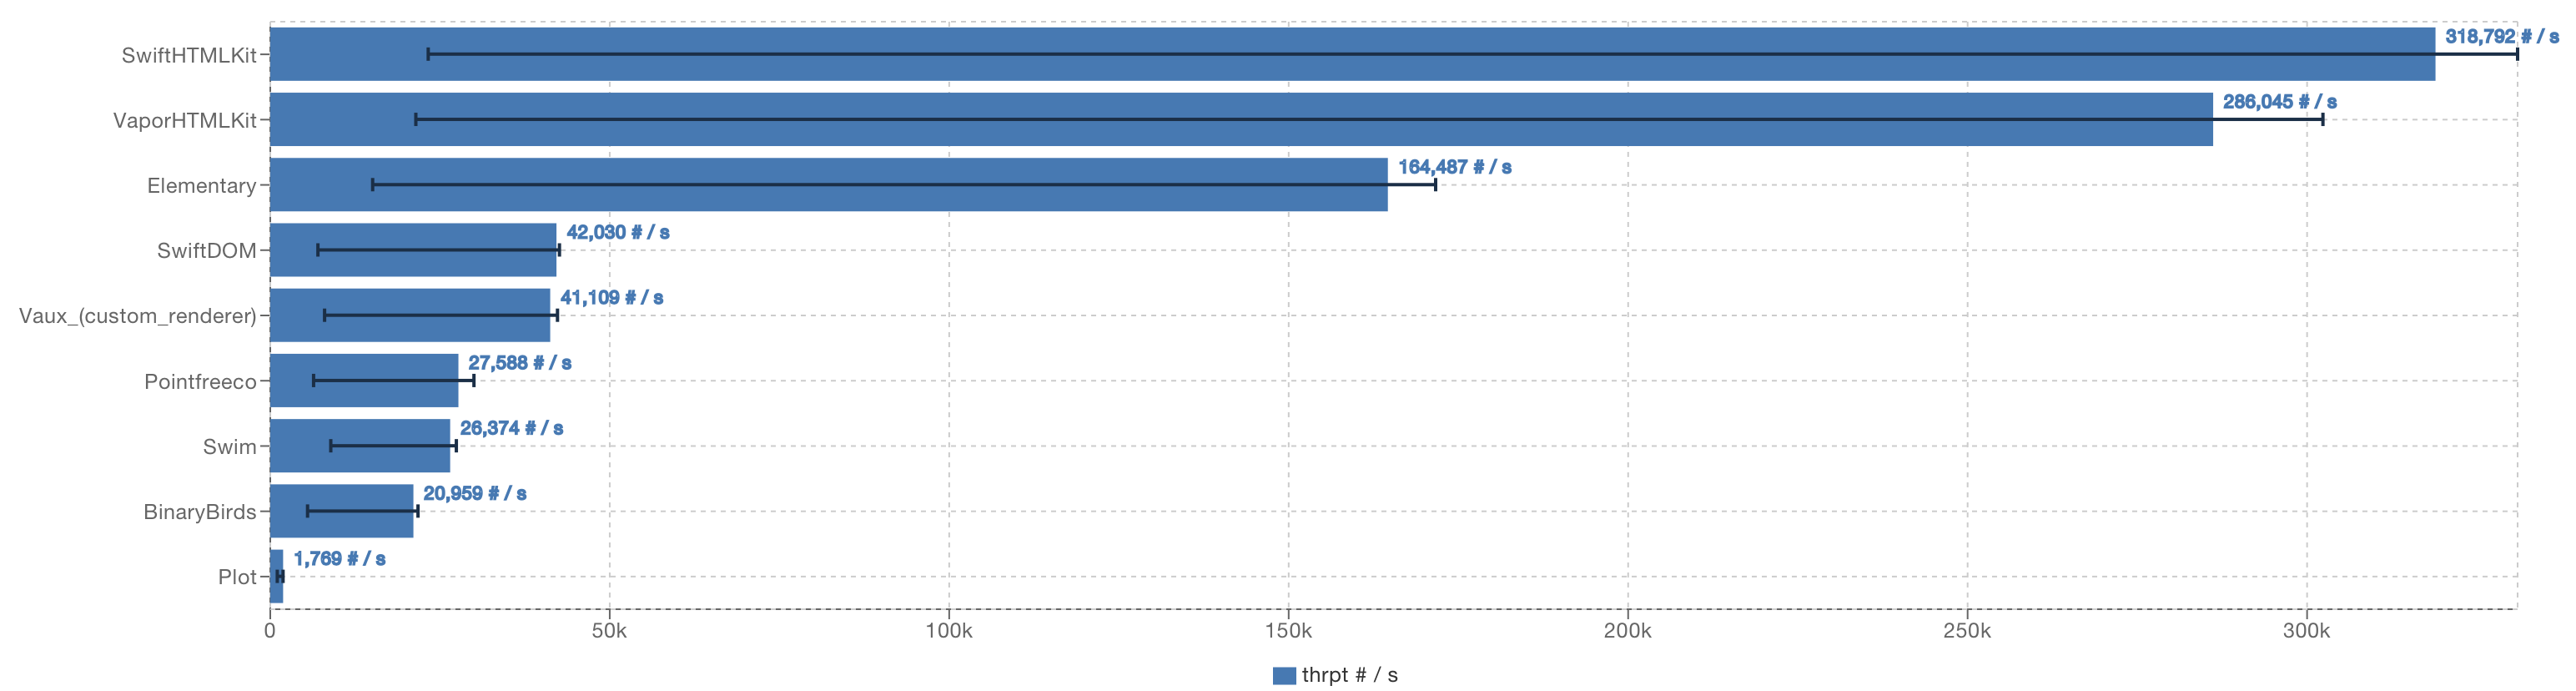 SwiftHTMLKit
318,792 # / s
VaporHTMLKit
286,045 # / s
Elementary
164,487 # / s
SwiftDOM
42,030 # / s
Vaux_(custom_renderer)
41,109 # / s
Pointfreeco
27,588 # / s
Swim
26,374 # / s
BinaryBirds
20,959 # / s
Plot
1,769 # / s
0 50k 100k 150k 200k 250k 300k
thrpt # / s